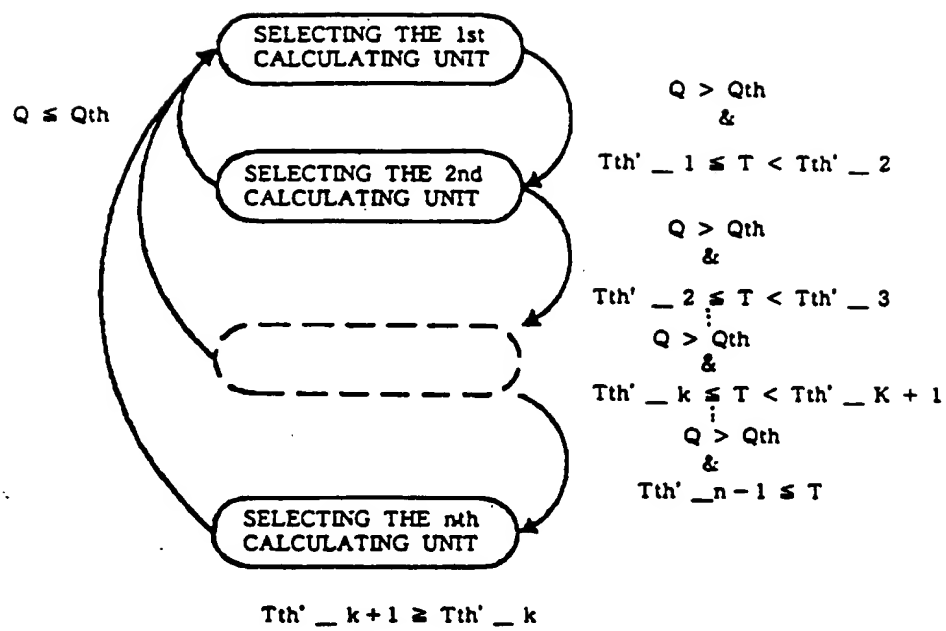 SELECTING THE 1st
CALCULATING UNIT
Q ≦ Qth
Q > Qth
&
Tth' _ 1 ≦ T < Tth' _ 2
SELECTING THE 2nd
CALCULATING UNIT
Q > Qth
&
Tth' _ 2 ≦ T < Tth' _ 3
Q > Qth
&
Tth' _ k ≦ T < Tth' _ K + 1
Q > Qth
&
Tth' _n - 1 ≦ T
SELECTING THE nth
CALCULATING UNIT
Tth' _ k + 1 ≧ Tth' _ k